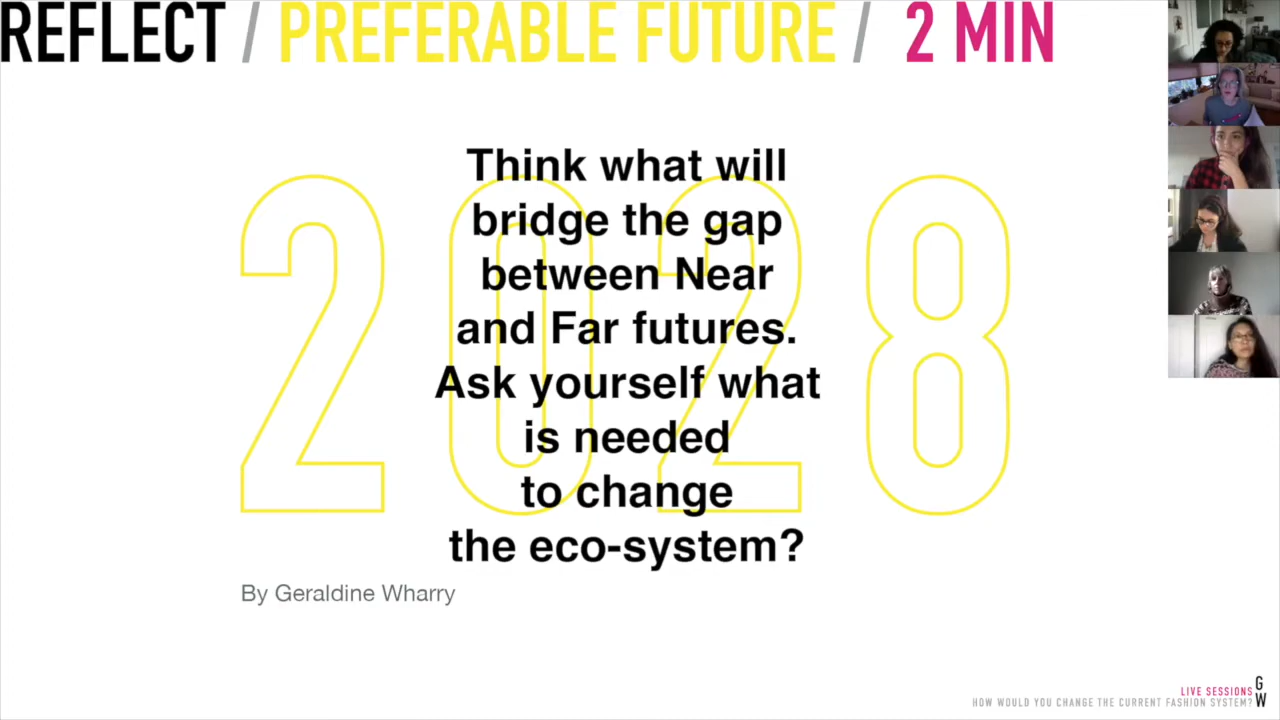 REFLECT / PREFERABLE FUTURE / 2 MIN
2028
Think what will
bridge the gap
between Near
and Far futures.
Ask yourself what
is needed
to change
the eco-system?
By Geraldine Wharry
LIVE SESSIONS
HOW WOULD YOU CHANGE THE CURRENT FASHION SYSTEM?
G
W